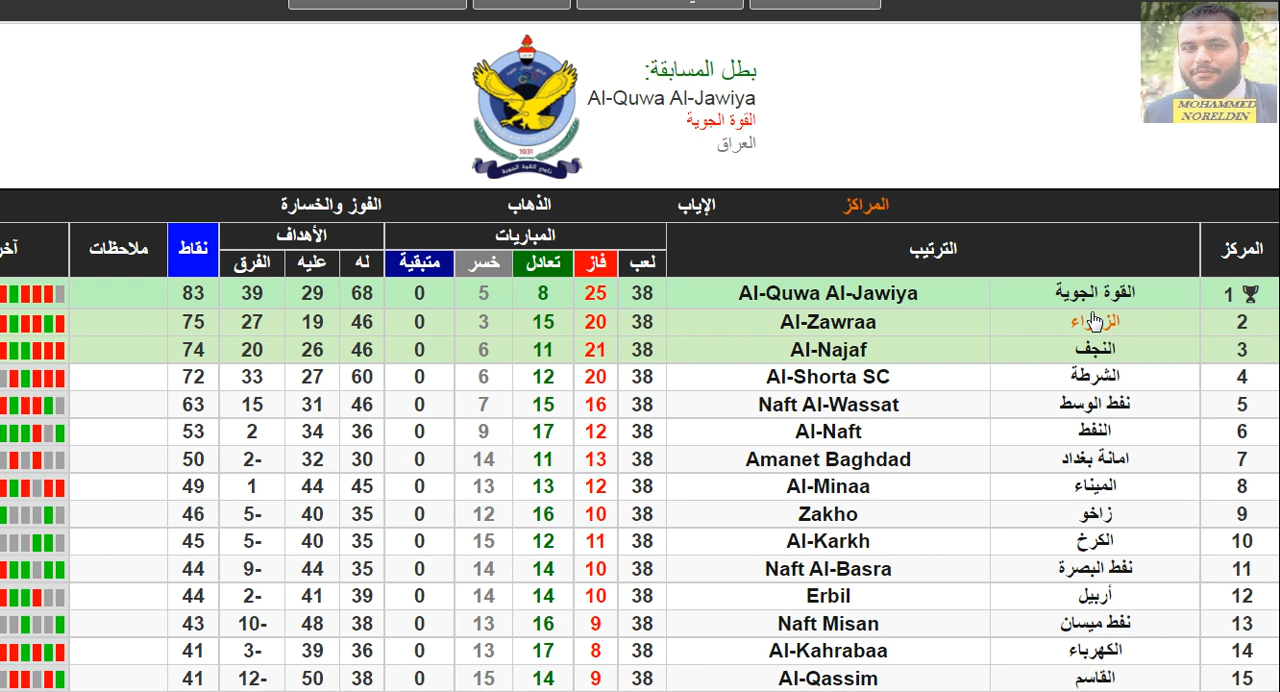 MOHAMMED
NORELDIN
بطل المسابقة:
Al-Quwa Al-Jawiya
القوة الجوية
العراق
1931
نادي القوة الجوية
المراكز الإياب الذهاب الفوز والخسارة
المركز الترتيب المباريات الأهداف نقاط ملاحظات آخر
لعب فاز تعادل خسر متبقية له عليه الفرق
1 القوة الجوية Al-Quwa Al-Jawiya 38 25 8 5 0 68 29 39 83
2 Al-Zawraa 38 20 15 3 0 46 19 27 75
3 النجف Al-Najaf 38 21 11 6 0 46 26 20 74
4 الشرطة Al-Shorta SC 38 20 12 6 0 60 27 33 72
5 نفط الوسط Naft Al-Wassat 38 16 15 7 0 46 31 15 63
6 النفط Al-Naft 38 12 17 9 0 36 34 2 53
7 امانة بغداد Amanet Baghdad 38 13 11 14 0 30 32 2- 50
8 الميناء Al-Minaa 38 12 13 13 0 45 44 1 49
9 زاخو Zakho 38 10 16 12 0 35 40 5- 46
10 الكرخ Al-Karkh 38 11 12 15 0 35 40 5- 45
11 نفط البصرة Naft Al-Basra 38 10 14 14 0 35 44 9- 44
12 أربيل Erbil 38 10 14 14 0 39 41 2- 44
13 نفط ميسان Naft Misan 38 9 16 13 0 38 48 10- 43
14 الكهرباء Al-Kahrabaa 38 8 17 13 0 36 39 3- 41
15 القاسم Al-Qassim 38 9 14 15 0 38 50 12- 41